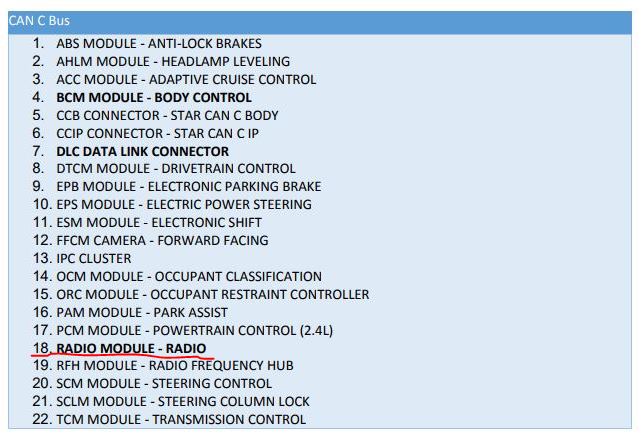 CAN C Bus
1. ABS MODULE - ANTI-LOCK BRAKES
2. AHLM MODULE - HEADLAMP LEVELING
3. ACC MODULE - ADAPTIVE CRUISE CONTROL
4. BCM MODULE - BODY CONTROL
5. CCB CONNECTOR - STAR CAN C BODY
6. CCIP CONNECTOR - STAR CAN C IP
7. DLC DATA LINK CONNECTOR
8. DTCM MODULE - DRIVETRAIN CONTROL
9. EPB MODULE - ELECTRONIC PARKING BRAKE
10. EPS MODULE - ELECTRIC POWER STEERING
11. ESM MODULE - ELECTRONIC SHIFT
12. FFCM CAMERA - FORWARD FACING
13. IPC CLUSTER
14. OCM MODULE - OCCUPANT CLASSIFICATION
15. ORC MODULE - OCCUPANT RESTRAINT CONTROLLER
16. PAM MODULE - PARK ASSIST
17. PCM MODULE - POWERTRAIN CONTROL (2.4L)
18. RADIO MODULE - RADIO
19. RFH MODULE - RADIO FREQUENCY HUB
20. SCM MODULE - STEERING CONTROL
21. SCLM MODULE - STEERING COLUMN LOCK
22. TCM MODULE - TRANSMISSION CONTROL